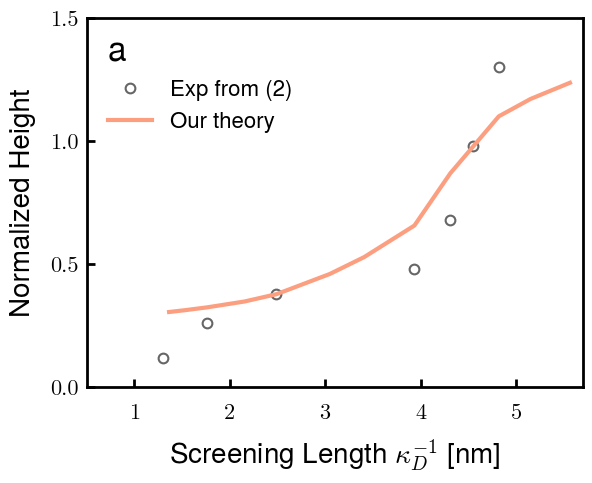 a
Exp from (2)
Our theory
Normalized Height
1.5
1.0
0.5
0.0
1 2 3 4 5
Screening Length κ_D^{-1} [nm]